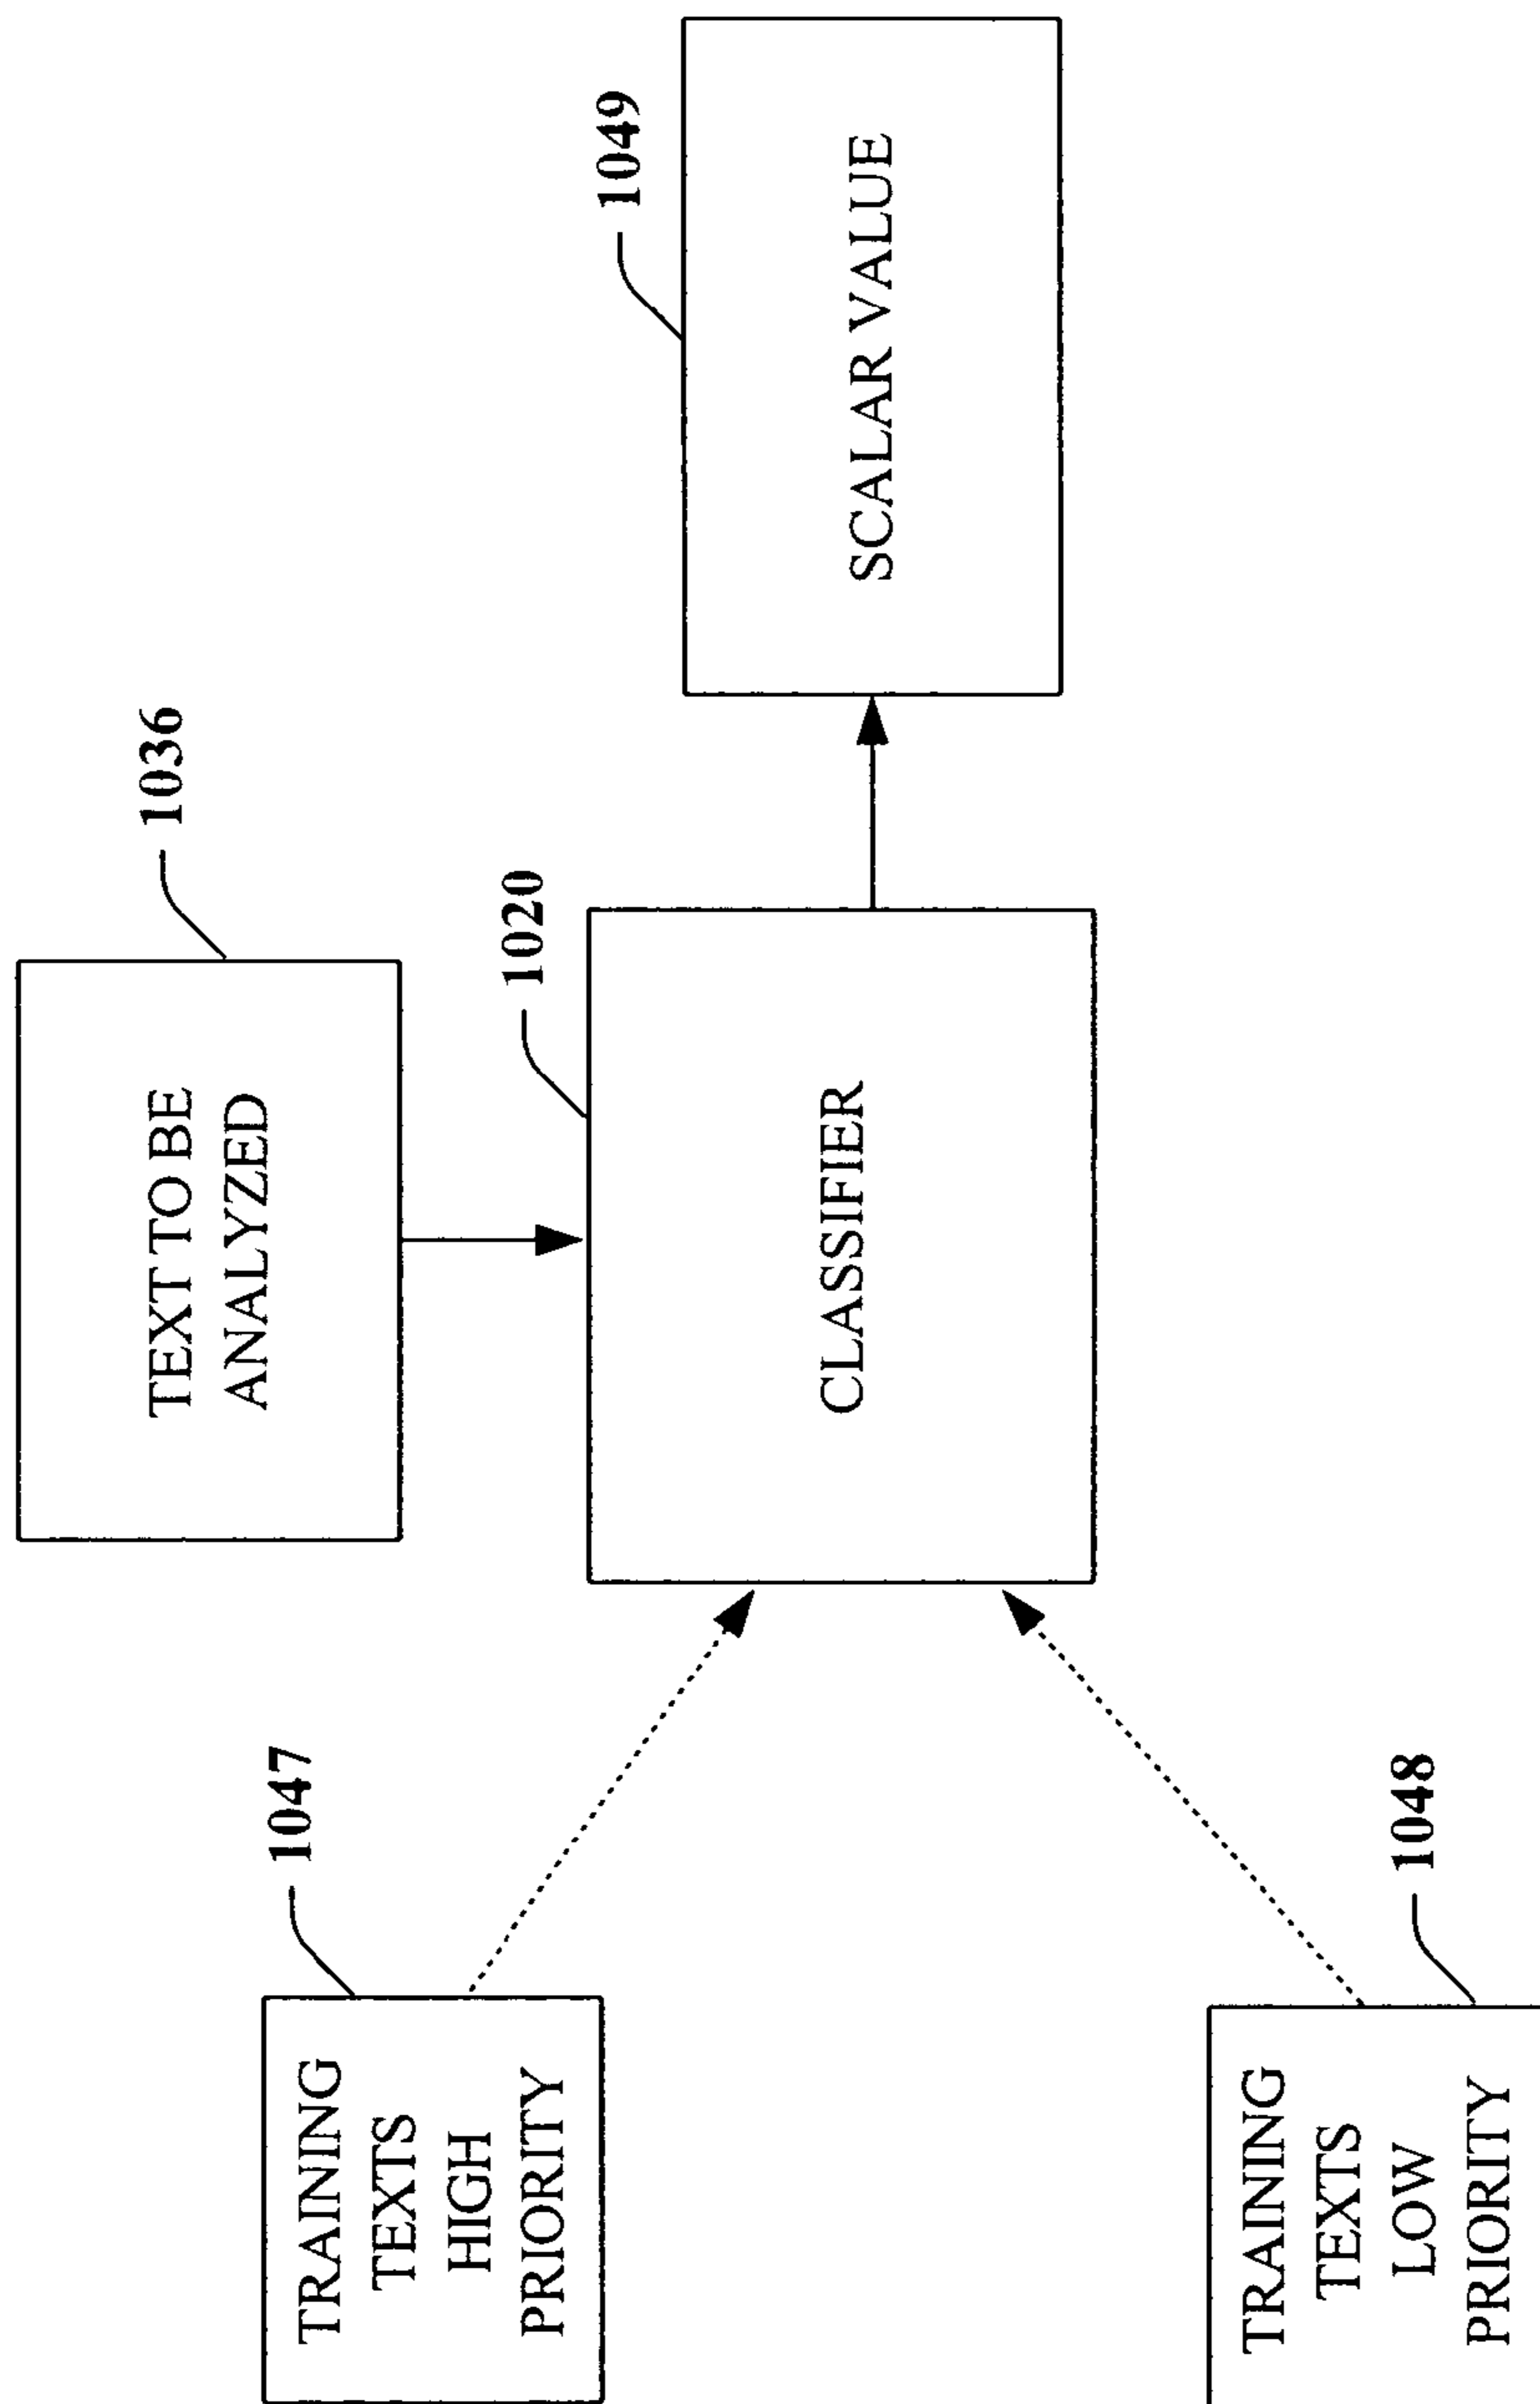 1036
TEXT TO BE
ANALYZED
1047
TRAINING
TEXTS
HIGH
PRIORITY
1020
CLASSIFIER
1049
SCALAR VALUE
1048
TRAINING
TEXTS
LOW
PRIORITY